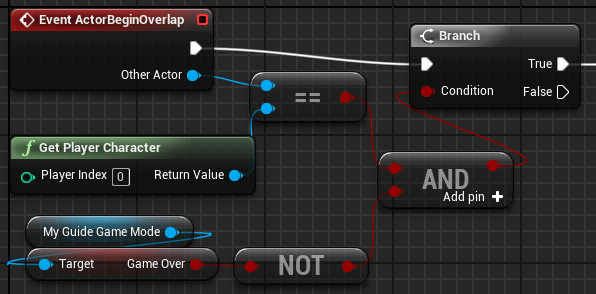 Event ActorBeginOverlap
Other Actor
Branch
True
Condition
False
==
Get Player Character
Player Index 0 Return Value
AND
Add pin +
My Guide Game Mode
Target Game Over
NOT